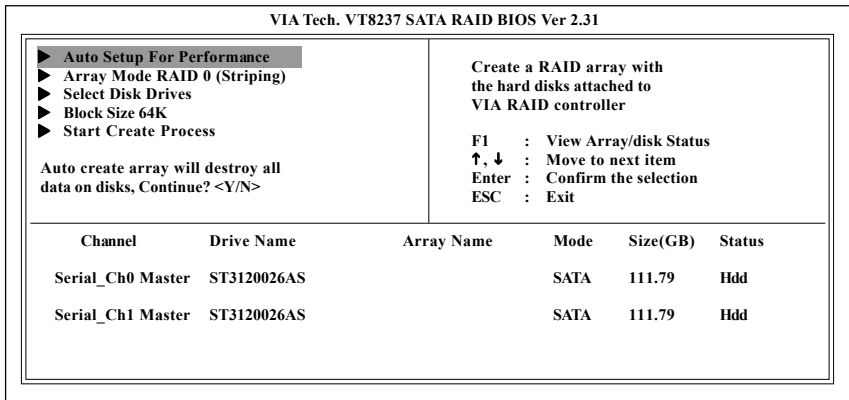 VIA Tech. VT8237 SATA RAID BIOS Ver 2.31
Auto Setup For Performance
Array Mode RAID 0 (Striping)
Select Disk Drives
Block Size 64K
Start Create Process
Auto create array will destroy all
data on disks, Continue? <Y/N>
Create a RAID array with
the hard disks attached to
VIA RAID controller
F1 : View Array/disk Status
↑, ↓ : Move to next item
Enter : Confirm the selection
ESC : Exit
Channel Drive Name Array Name Mode Size(GB) Status
Serial_Ch0 Master ST3120026AS SATA 111.79 Hdd
Serial_Ch1 Master ST3120026AS SATA 111.79 Hdd